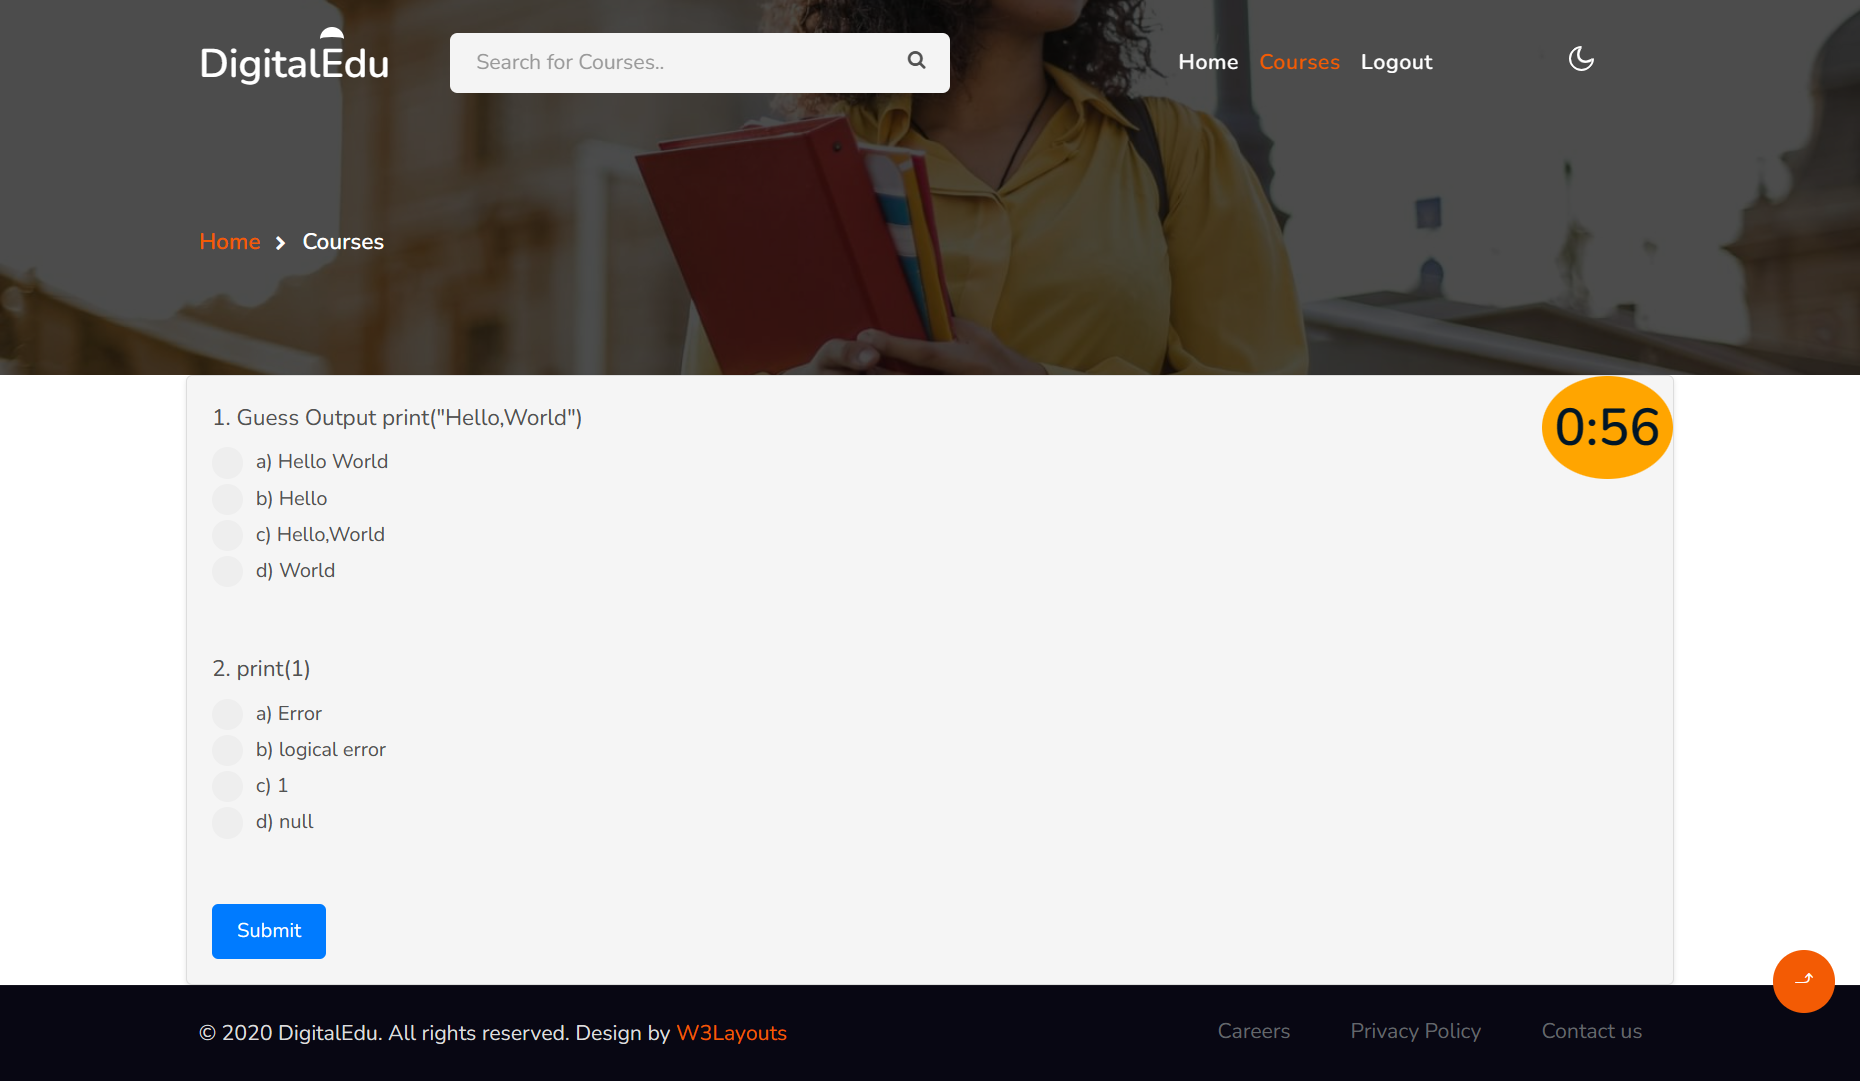 DigitalEdu
Search for Courses..
Home Courses Logout
Home Courses
0:56
1. Guess Output print("Hello,World")
a) Hello World
b) Hello
c) Hello,World
d) World
2. print(1)
a) Error
b) logical error
c) 1
d) null
Submit
© 2020 DigitalEdu. All rights reserved. Design by W3Layouts
Careers Privacy Policy Contact us